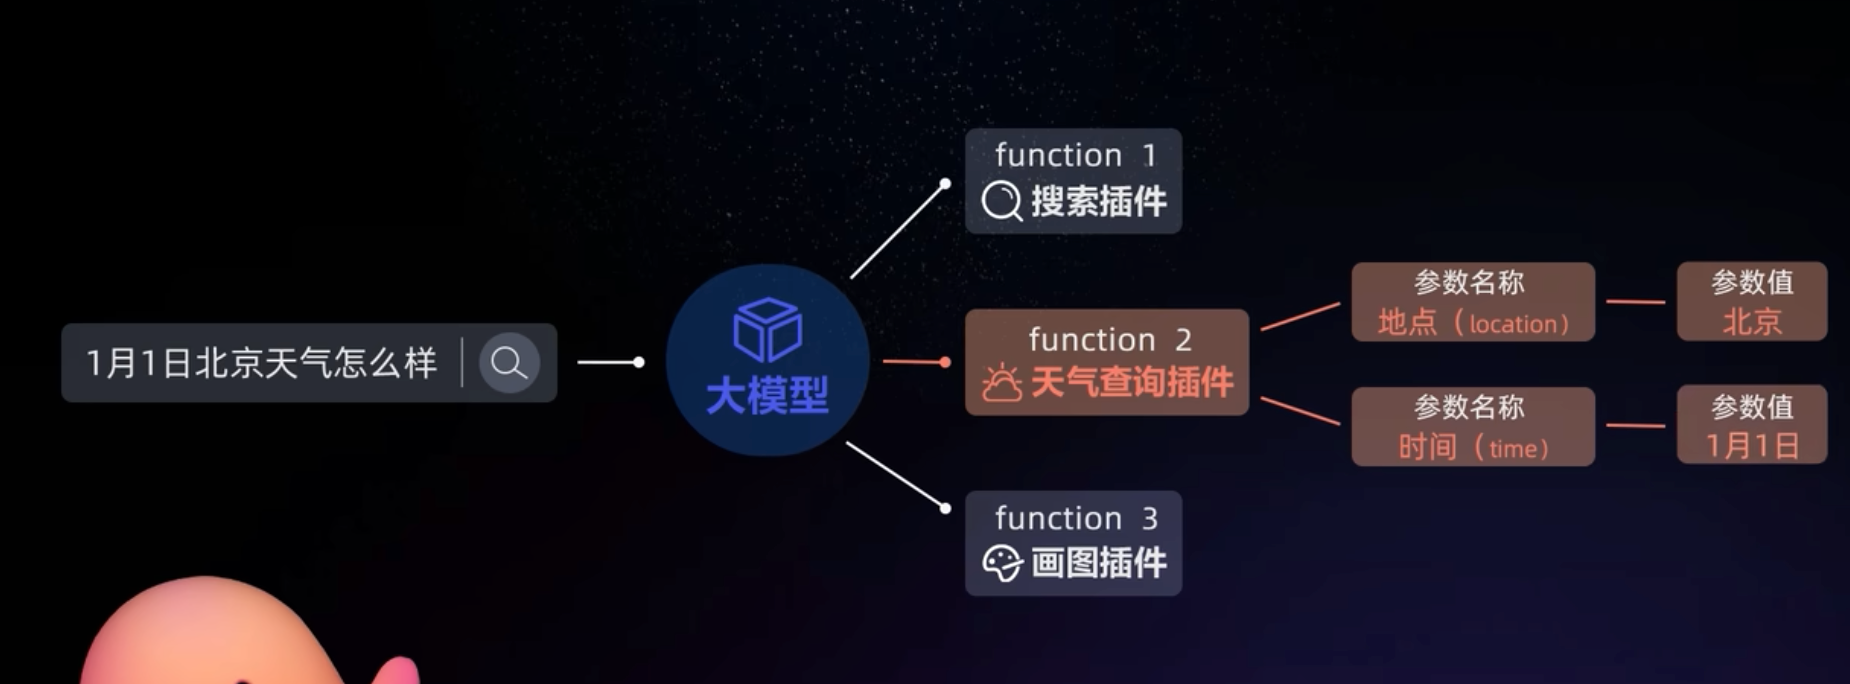 1月1日北京天气怎么样
大模型
function 1
搜索插件
function 2
天气查询插件
function 3
画图插件
参数名称
地点（location）
参数值
北京
参数名称
时间（time）
参数值
1月1日